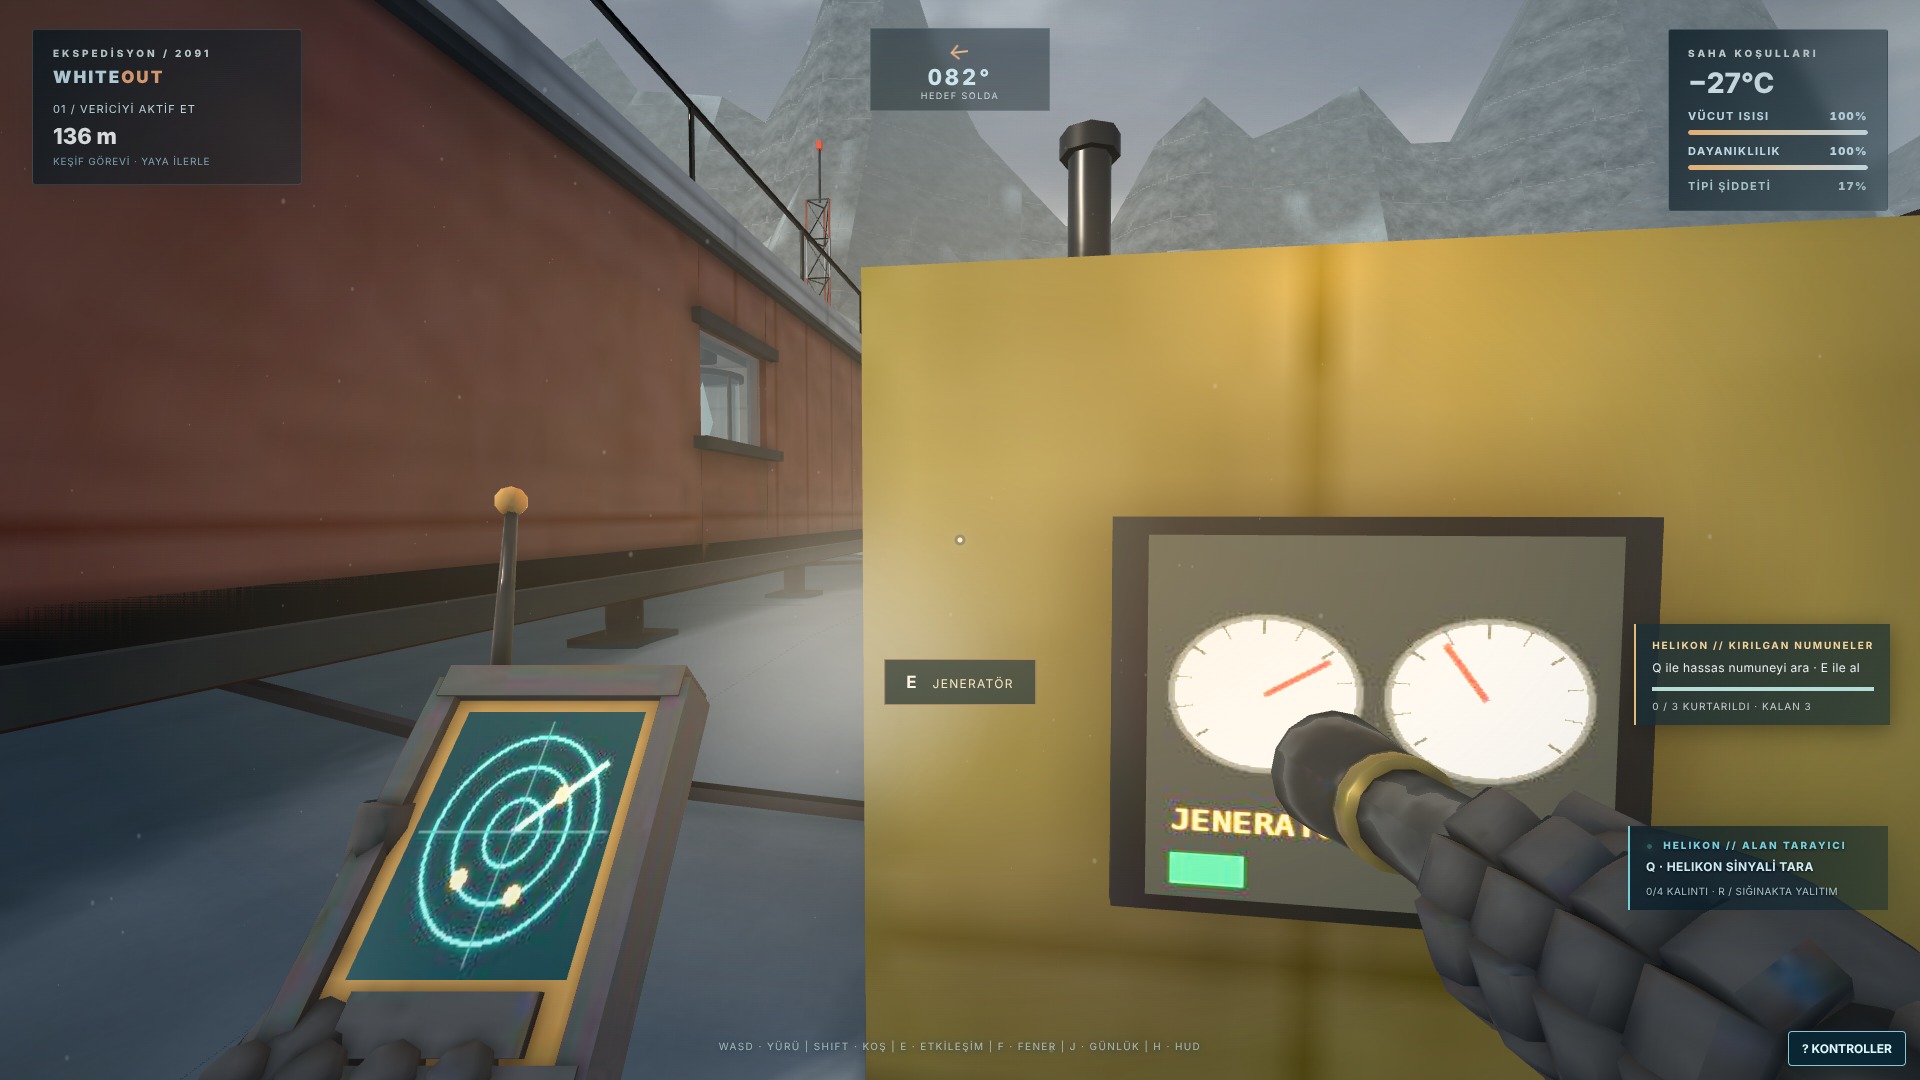 EKSPEDİSYON / 2091
WHITEOUT
01 / VERİCİYİ AKTİF ET
136 m
KEŞİF GÖREVİ · YAYA İLERLE
082°
HEDEF SOLDA
SAHA KOŞULLARI
−27°C
VÜCUT ISISI 100%
DAYANIKLILIK 100%
TİPİ ŞİDDETİ 17%
E JENERATÖR
HELIKON // KIRILGAN NUMUNELER
Q ile hassas numuneyi ara · E ile al
0 / 3 KURTARILDI · KALAN 3
HELIKON // ALAN TARAYICI
Q · HELIKON SİNYALİ TARA
0/4 KALINTI · R / SIĞINAKTA YALITIM
WASD · YÜRÜ | SHIFT · KOŞ | E · ETKİLEŞİM | F · FENER | J · GÜNLÜK | H · HUD
? KONTROLLER